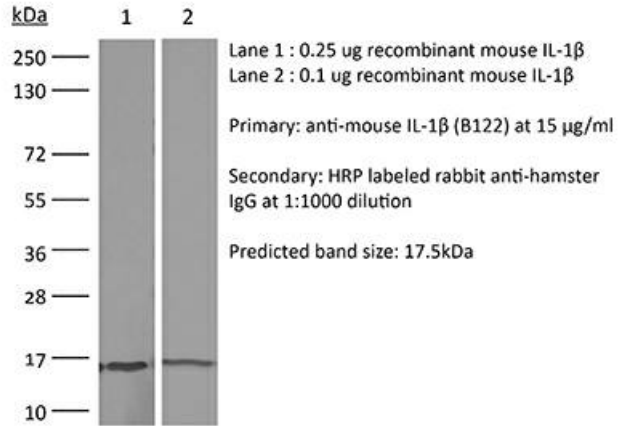 kDa
1 2
250
130
72
55
36
28
17
10
Lane 1 : 0.25 ug recombinant mouse IL-1β
Lane 2 : 0.1 ug recombinant mouse IL-1β
Primary: anti-mouse IL-1β (B122) at 15 µg/ml
Secondary: HRP labeled rabbit anti-hamster
IgG at 1:1000 dilution
Predicted band size: 17.5kDa